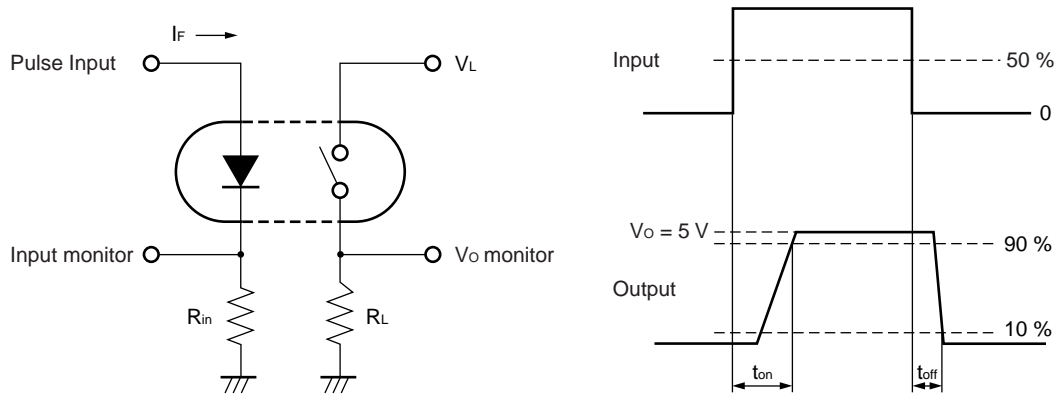 IF
Pulse Input
VL
Input monitor
VO monitor
Rin
RL
Input
50 %
0
VO = 5 V
90 %
Output
10 %
ton
toff